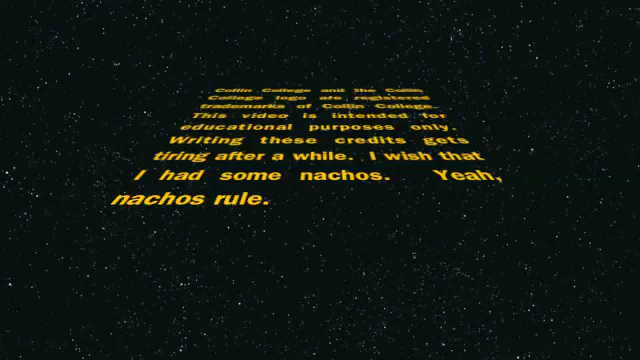 Collin College and the Collin
College logo are registered
trademarks of Collin College.
This video is intended for
educational purposes only.
Writing these credits gets
tiring after a while. I wish that
I had some nachos. Yeah,
nachos rule.